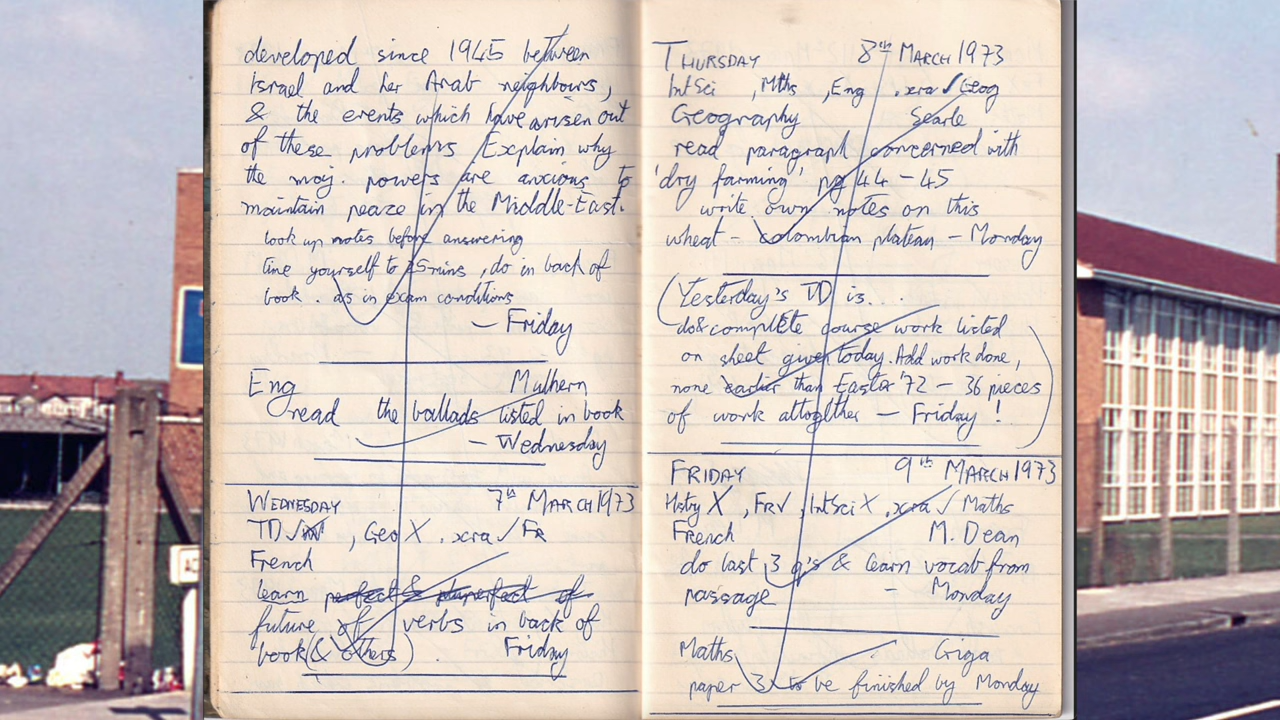 developed since 1945 between
Israel and her Arab neighbours,
& the events which have arisen out
of these problems. Explain why
the maj. powers are anxious to
maintain peace in the Middle-East.
look up notes before answering
time yourself to 35mins, do in back of
book. as in exam conditions
— Friday
Eng Mulhern
read the ballads listed in book
— Wednesday
WEDNESDAY 7th MARCH 1973
TD √, Geo X, xra √ Fr
French
learn perfect & pluperfect of
future of verbs in back of
book (& others). Friday
THURSDAY 8th MARCH 1973
IntSci, Mths, Eng, xra √ Geog
Geography Searle
read paragraph concerned with
'dry farming' pg 44 – 45
write own notes on this
wheat – Colombian plateau – Monday
(Yesterday's TD is....
do & complete course work listed
on sheet given today. Add work done,
none earlier than Easter '72 – 36 pieces
of work altogether — Friday!)
FRIDAY 9th MARCH 1973
Histry X, Fr √, IntSci X, xra √ Maths
French M. Dean
do last 3 q's & learn vocab from
passage – Monday
Maths Giga
paper 3 to be finished by Monday